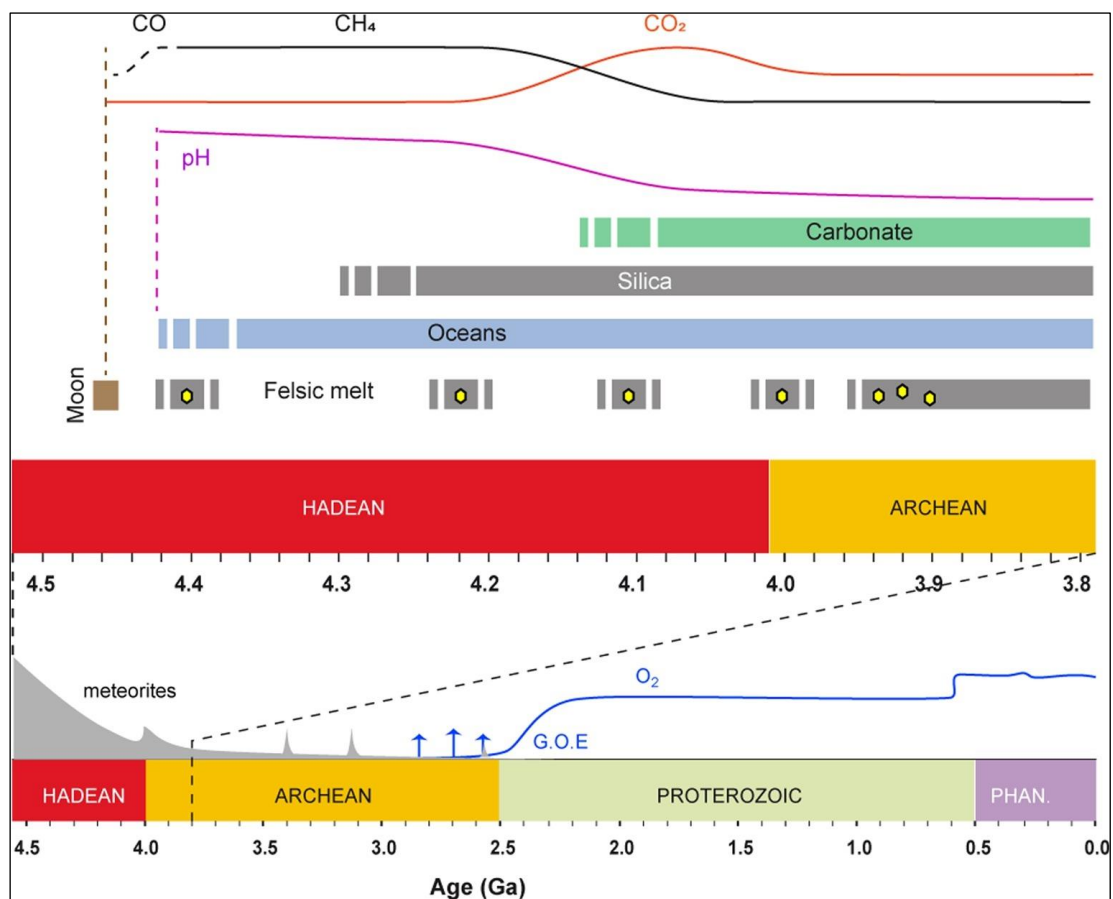 CO CH₄ CO₂
pH
Carbonate
Silica
Oceans
Moon
Felsic melt
HADEAN ARCHEAN
4.5 4.4 4.3 4.2 4.1 4.0 3.9 3.8
meteorites
O₂
G.O.E
HADEAN ARCHEAN PROTEROZOIC PHAN.
4.5 4.0 3.5 3.0 2.5 2.0 1.5 1.0 0.5 0.0
Age (Ga)